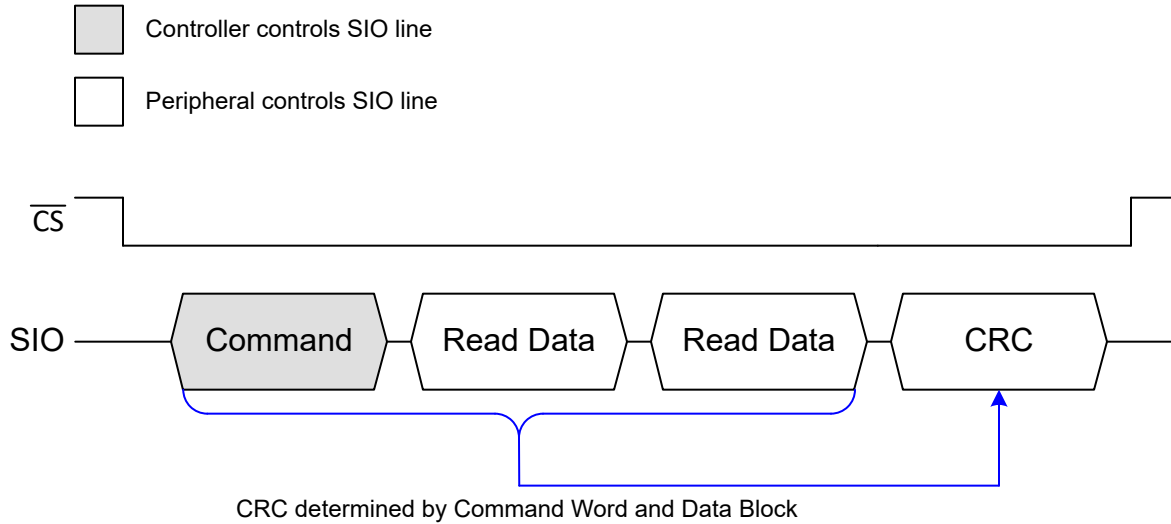 Controller controls SIO line
Peripheral controls SIO line
CS
SIO
Command
Read Data
Read Data
CRC
CRC determined by Command Word and Data Block